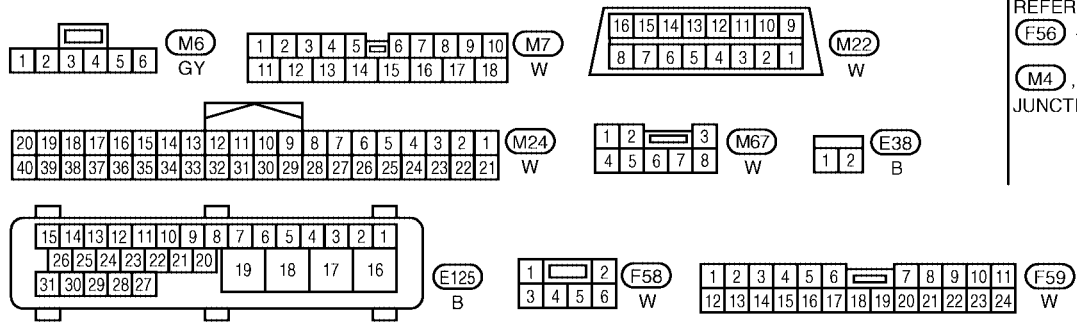 REFER
1 2 3 4 5 6 M6 GY
1 2 3 4 5 6 7 8 9 10 M7
11 12 13 14 15 16 17 18 W
16 15 14 13 12 11 10 9 M22
8 7 6 5 4 3 2 1 W
F56 -
M4 ,
JUNCTI
20 19 18 17 16 15 14 13 12 11 10 9 8 7 6 5 4 3 2 1 M24
40 39 38 37 36 35 34 33 32 31 30 29 28 27 26 25 24 23 22 21 W
1 2 3 M67
4 5 6 7 8 W
1 2 E38 B
15 14 13 12 11 10 9 8 7 6 5 4 3 2 1
26 25 24 23 22 21 20 19 18 17 16 E125
31 30 29 28 27 B
1 2 F58
3 4 5 6 W
1 2 3 4 5 6 7 8 9 10 11 F59
12 13 14 15 16 17 18 19 20 21 22 23 24 W